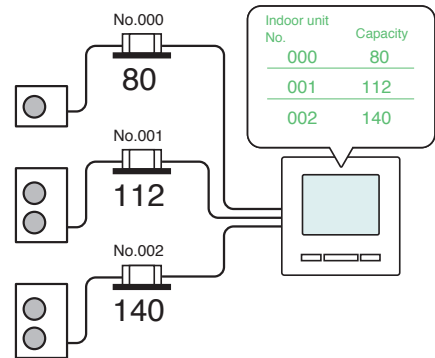 No.000
80
No.001
112
No.002
140
Indoor unit
No. Capacity
000 80
001 112
002 140